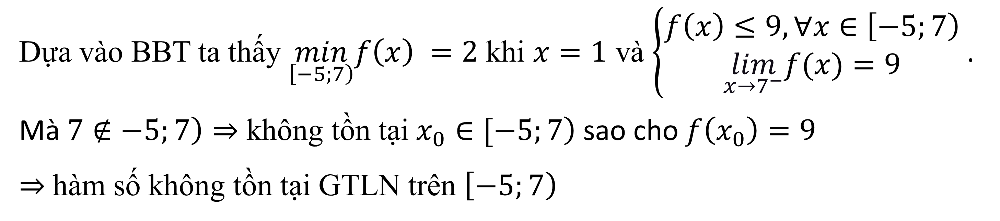 Dựa vào BBT ta thấy $\underset{[-5;7)}{min} f(x) = 2$ khi $x = 1$ và $\begin{cases} f(x) \leq 9, \forall x \in [-5; 7) \\ \underset{x \to 7^-}{lim} f(x) = 9 \end{cases}$.
Mà $7 \notin -5; 7) \Rightarrow$ không tồn tại $x_0 \in [-5; 7)$ sao cho $f(x_0) = 9$
$\Rightarrow$ hàm số không tồn tại GTLN trên $[-5; 7)$